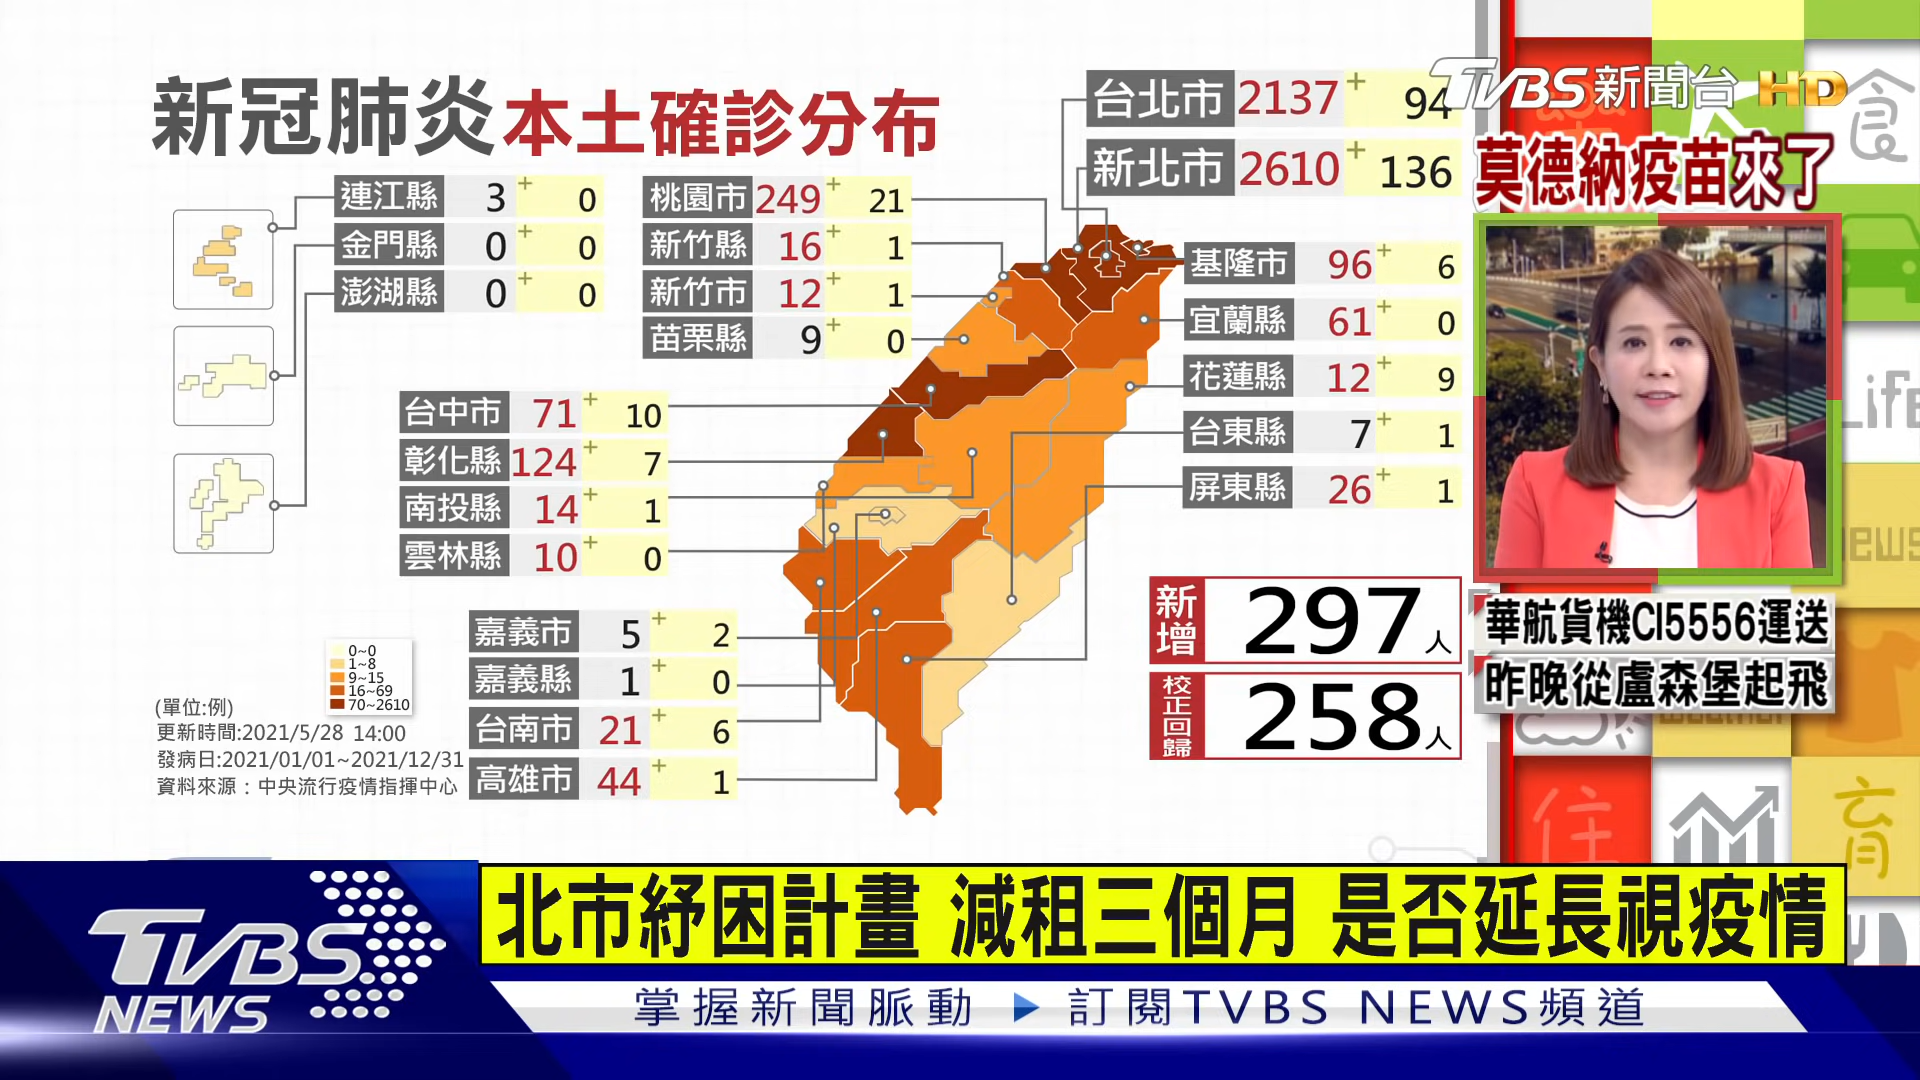 新冠肺炎本土確診分布
連江縣 3 + 0
金門縣 0 + 0
澎湖縣 0 + 0
桃園市 249 + 21
新竹縣 16 + 1
新竹市 12 + 1
苗栗縣 9 + 0
台北市 2137 + 94
新北市 2610 + 136
基隆市 96 + 6
宜蘭縣 61 + 0
花蓮縣 12 + 9
台東縣 7 + 1
屏東縣 26 + 1
台中市 71 + 10
彰化縣 124 + 7
南投縣 14 + 1
雲林縣 10 + 0
嘉義市 5 + 2
嘉義縣 1 + 0
台南市 21 + 6
高雄市 44 + 1
0~0
1~8
9~15
16~69
70~2610
(單位:例)
更新時間:2021/5/28 14:00
發病日:2021/01/01~2021/12/31
資料來源：中央流行疫情指揮中心
新增 297人
校正回歸 258人
TVBS新聞台 HD
莫德納疫苗來了
華航貨機CI5556運送
昨晚從盧森堡起飛
食
Life
news
weather
住
育
TVBS
NEWS
北市紓困計畫 減租三個月 是否延長視疫情
掌握新聞脈動 ▶ 訂閱TVBS NEWS頻道